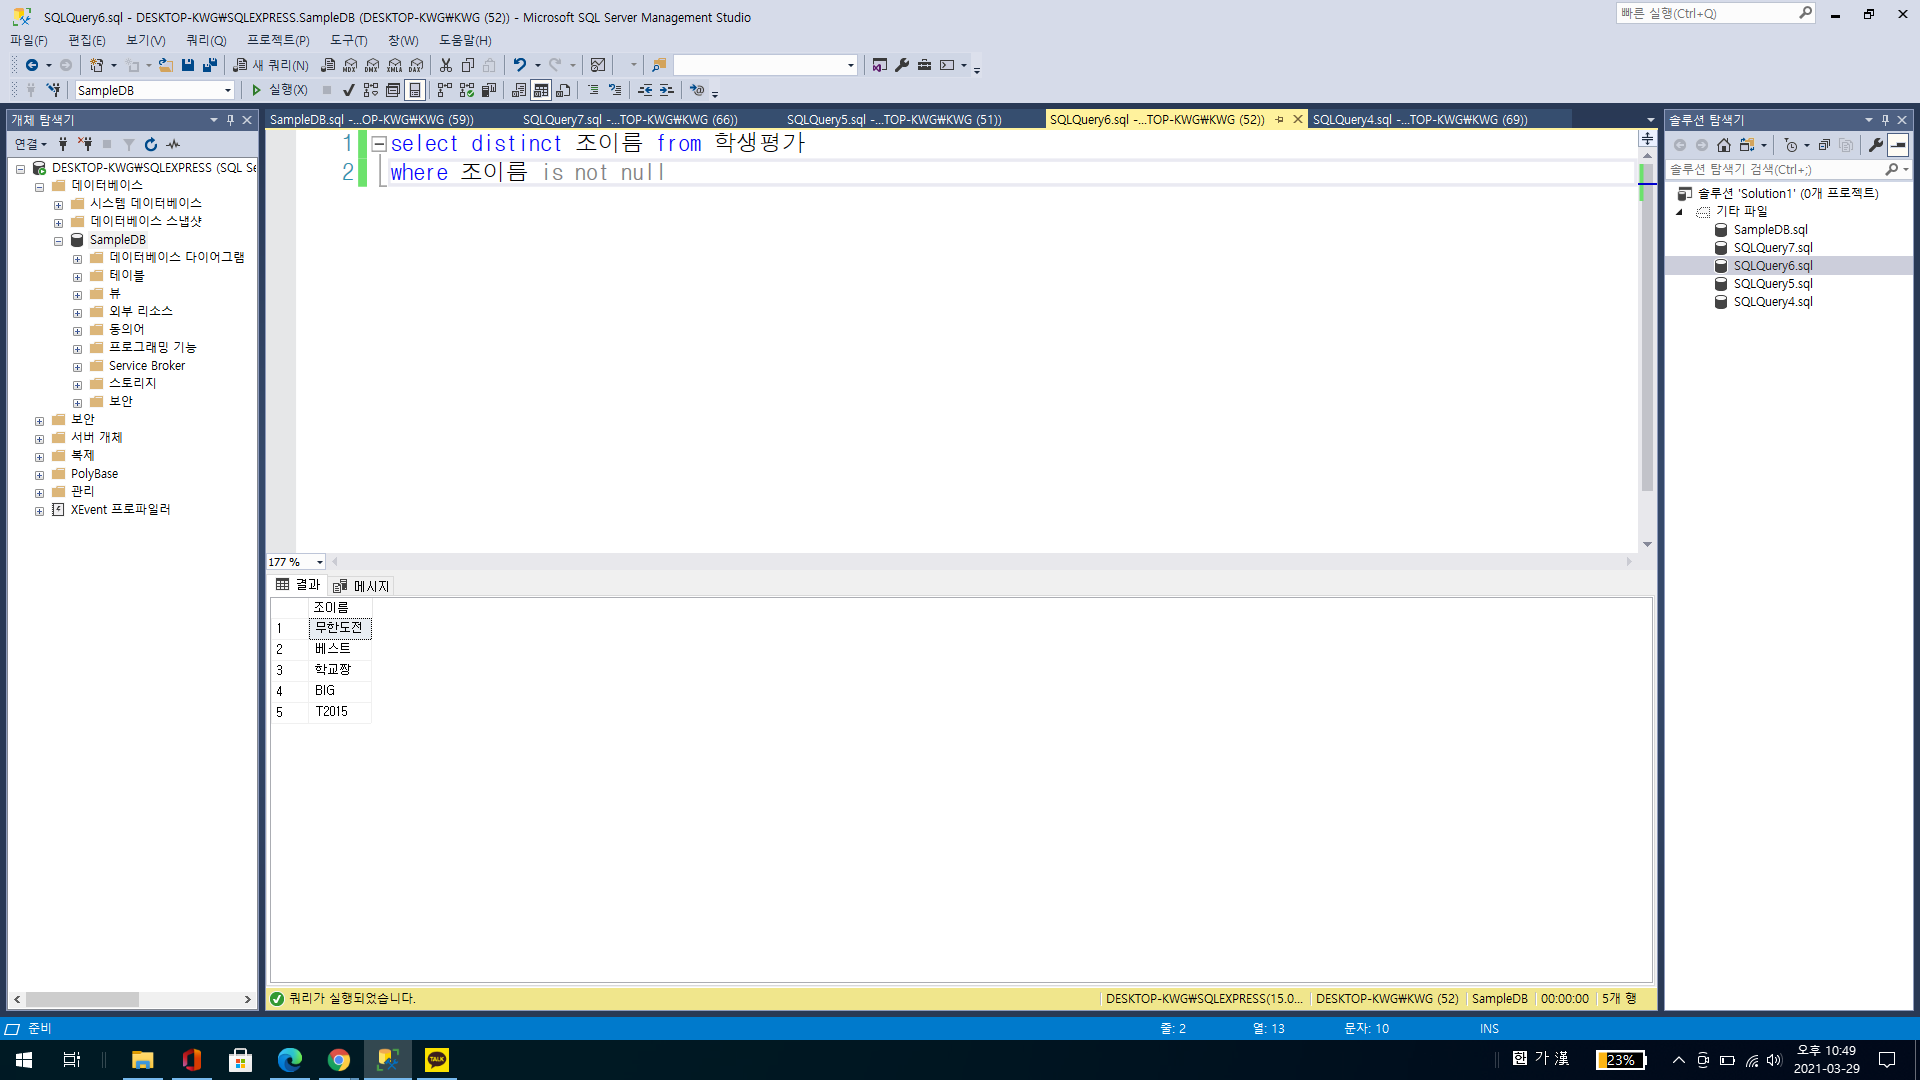 SQLQuery6.sql - DESKTOP-KWG₩SQLEXPRESS.SampleDB (DESKTOP-KWG₩KWG (52)) - Microsoft SQL Server Management Studio
빠른 실행(Ctrl+Q)
파일(F) 편집(E) 보기(V) 쿼리(Q) 프로젝트(P) 도구(T) 창(W) 도움말(H)
새 쿼리(N) MDX DMX XMLA DAX
SampleDB 실행(X)
개체 탐색기
연결
DESKTOP-KWG₩SQLEXPRESS (SQL Se
데이터베이스
시스템 데이터베이스
데이터베이스 스냅샷
SampleDB
데이터베이스 다이어그램
테이블
뷰
외부 리소스
동의어
프로그래밍 기능
Service Broker
스토리지
보안
보안
서버 개체
복제
PolyBase
관리
XEvent 프로파일러
SampleDB.sql -...OP-KWG₩KWG (59)) SQLQuery7.sql -...TOP-KWG₩KWG (66)) SQLQuery5.sql -...TOP-KWG₩KWG (51)) SQLQuery6.sql -...TOP-KWG₩KWG (52)) SQLQuery4.sql -...TOP-KWG₩KWG (69))
1 select distinct 조이름 from 학생평가
2 where 조이름 is not null
177 %
결과 메시지
조이름
1 무한도전
2 베스트
3 학교짱
4 BIG
5 T2015
쿼리가 실행되었습니다. DESKTOP-KWG₩SQLEXPRESS(15.0... DESKTOP-KWG₩KWG (52) SampleDB 00:00:00 5개 행
솔루션 탐색기
솔루션 탐색기 검색(Ctrl+;)
솔루션 'Solution1' (0개 프로젝트)
기타 파일
SampleDB.sql
SQLQuery7.sql
SQLQuery6.sql
SQLQuery5.sql
SQLQuery4.sql
준비 줄: 2 열: 13 문자: 10 INS
TALK
한 가 漢 23% 오후 10:49
2021-03-29